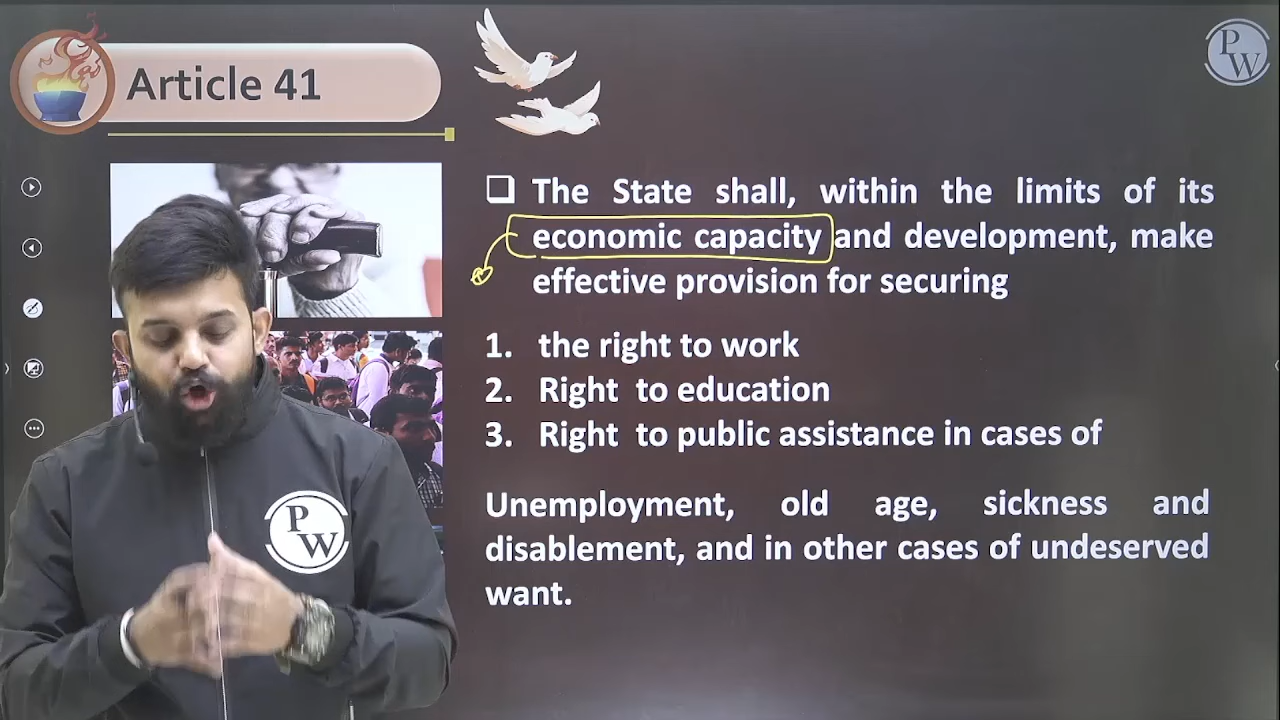 Article 41
PW
The State shall, within the limits of its
economic capacity and development, make
effective provision for securing
1. the right to work
2. Right to education
3. Right to public assistance in cases of
Unemployment, old age, sickness and
disablement, and in other cases of undeserved
want.
PW